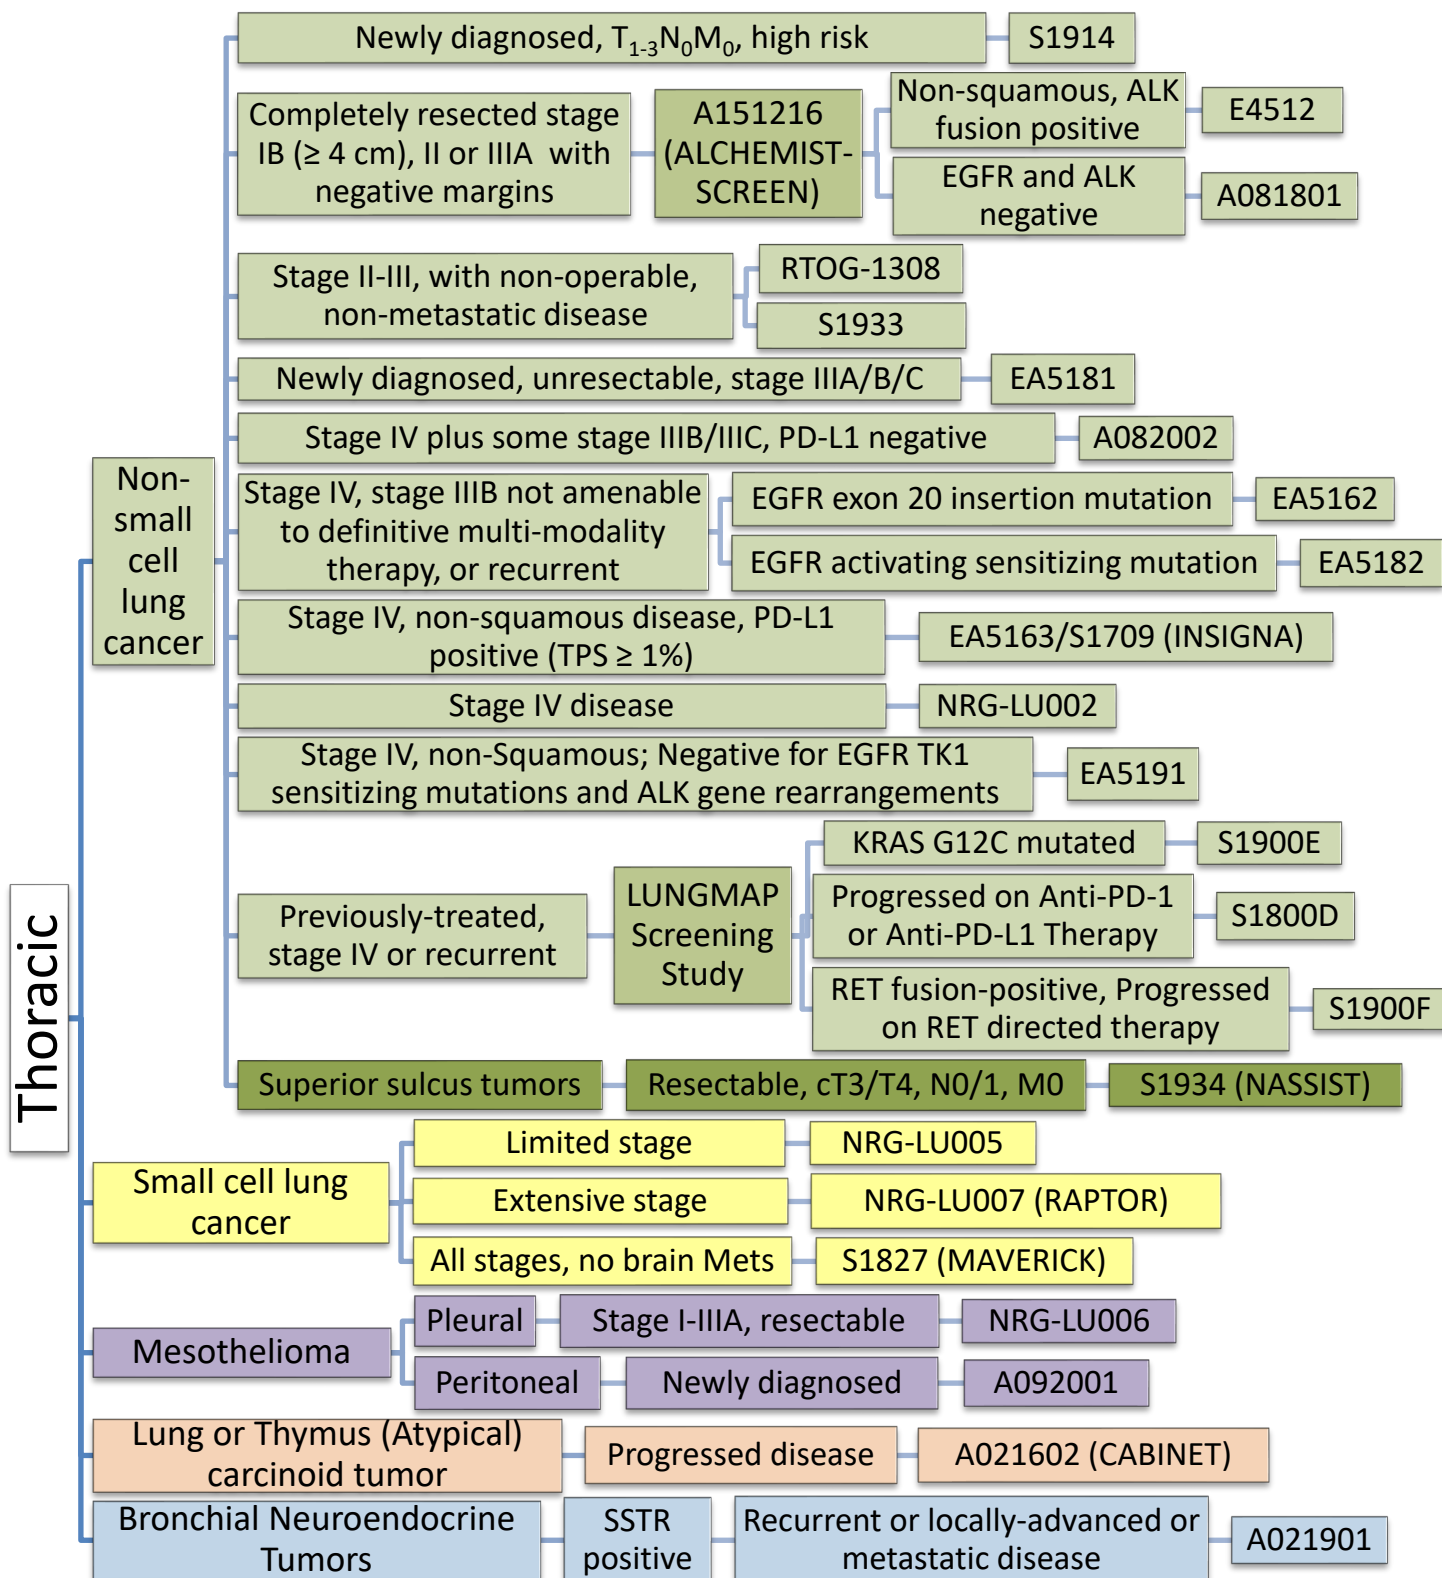 Thoracic
Non-
small
cell
lung
cancer
Newly diagnosed, T1-3N0M0, high risk
S1914
Completely resected stage
IB (≥ 4 cm), II or IIIA with
negative margins
A151216
(ALCHEMIST-
SCREEN)
Non-squamous, ALK
fusion positive
E4512
EGFR and ALK
negative
A081801
Stage II-III, with non-operable,
non-metastatic disease
RTOG-1308
S1933
Newly diagnosed, unresectable, stage IIIA/B/C
EA5181
Stage IV plus some stage IIIB/IIIC, PD-L1 negative
A082002
Stage IV, stage IIIB not amenable
to definitive multi-modality
therapy, or recurrent
EGFR exon 20 insertion mutation
EA5162
EGFR activating sensitizing mutation
EA5182
Stage IV, non-squamous disease, PD-L1
positive (TPS ≥ 1%)
EA5163/S1709 (INSIGNA)
Stage IV disease
NRG-LU002
Stage IV, non-Squamous; Negative for EGFR TK1
sensitizing mutations and ALK gene rearrangements
EA5191
Previously-treated,
stage IV or recurrent
LUNGMAP
Screening
Study
KRAS G12C mutated
S1900E
Progressed on Anti-PD-1
or Anti-PD-L1 Therapy
S1800D
RET fusion-positive, Progressed
on RET directed therapy
S1900F
Superior sulcus tumors
Resectable, cT3/T4, N0/1, M0
S1934 (NASSIST)
Small cell lung
cancer
Limited stage
NRG-LU005
Extensive stage
NRG-LU007 (RAPTOR)
All stages, no brain Mets
S1827 (MAVERICK)
Mesothelioma
Pleural
Stage I-IIIA, resectable
NRG-LU006
Peritoneal
Newly diagnosed
A092001
Lung or Thymus (Atypical)
carcinoid tumor
Progressed disease
A021602 (CABINET)
Bronchial Neuroendocrine
Tumors
SSTR
positive
Recurrent or locally-advanced or
metastatic disease
A021901